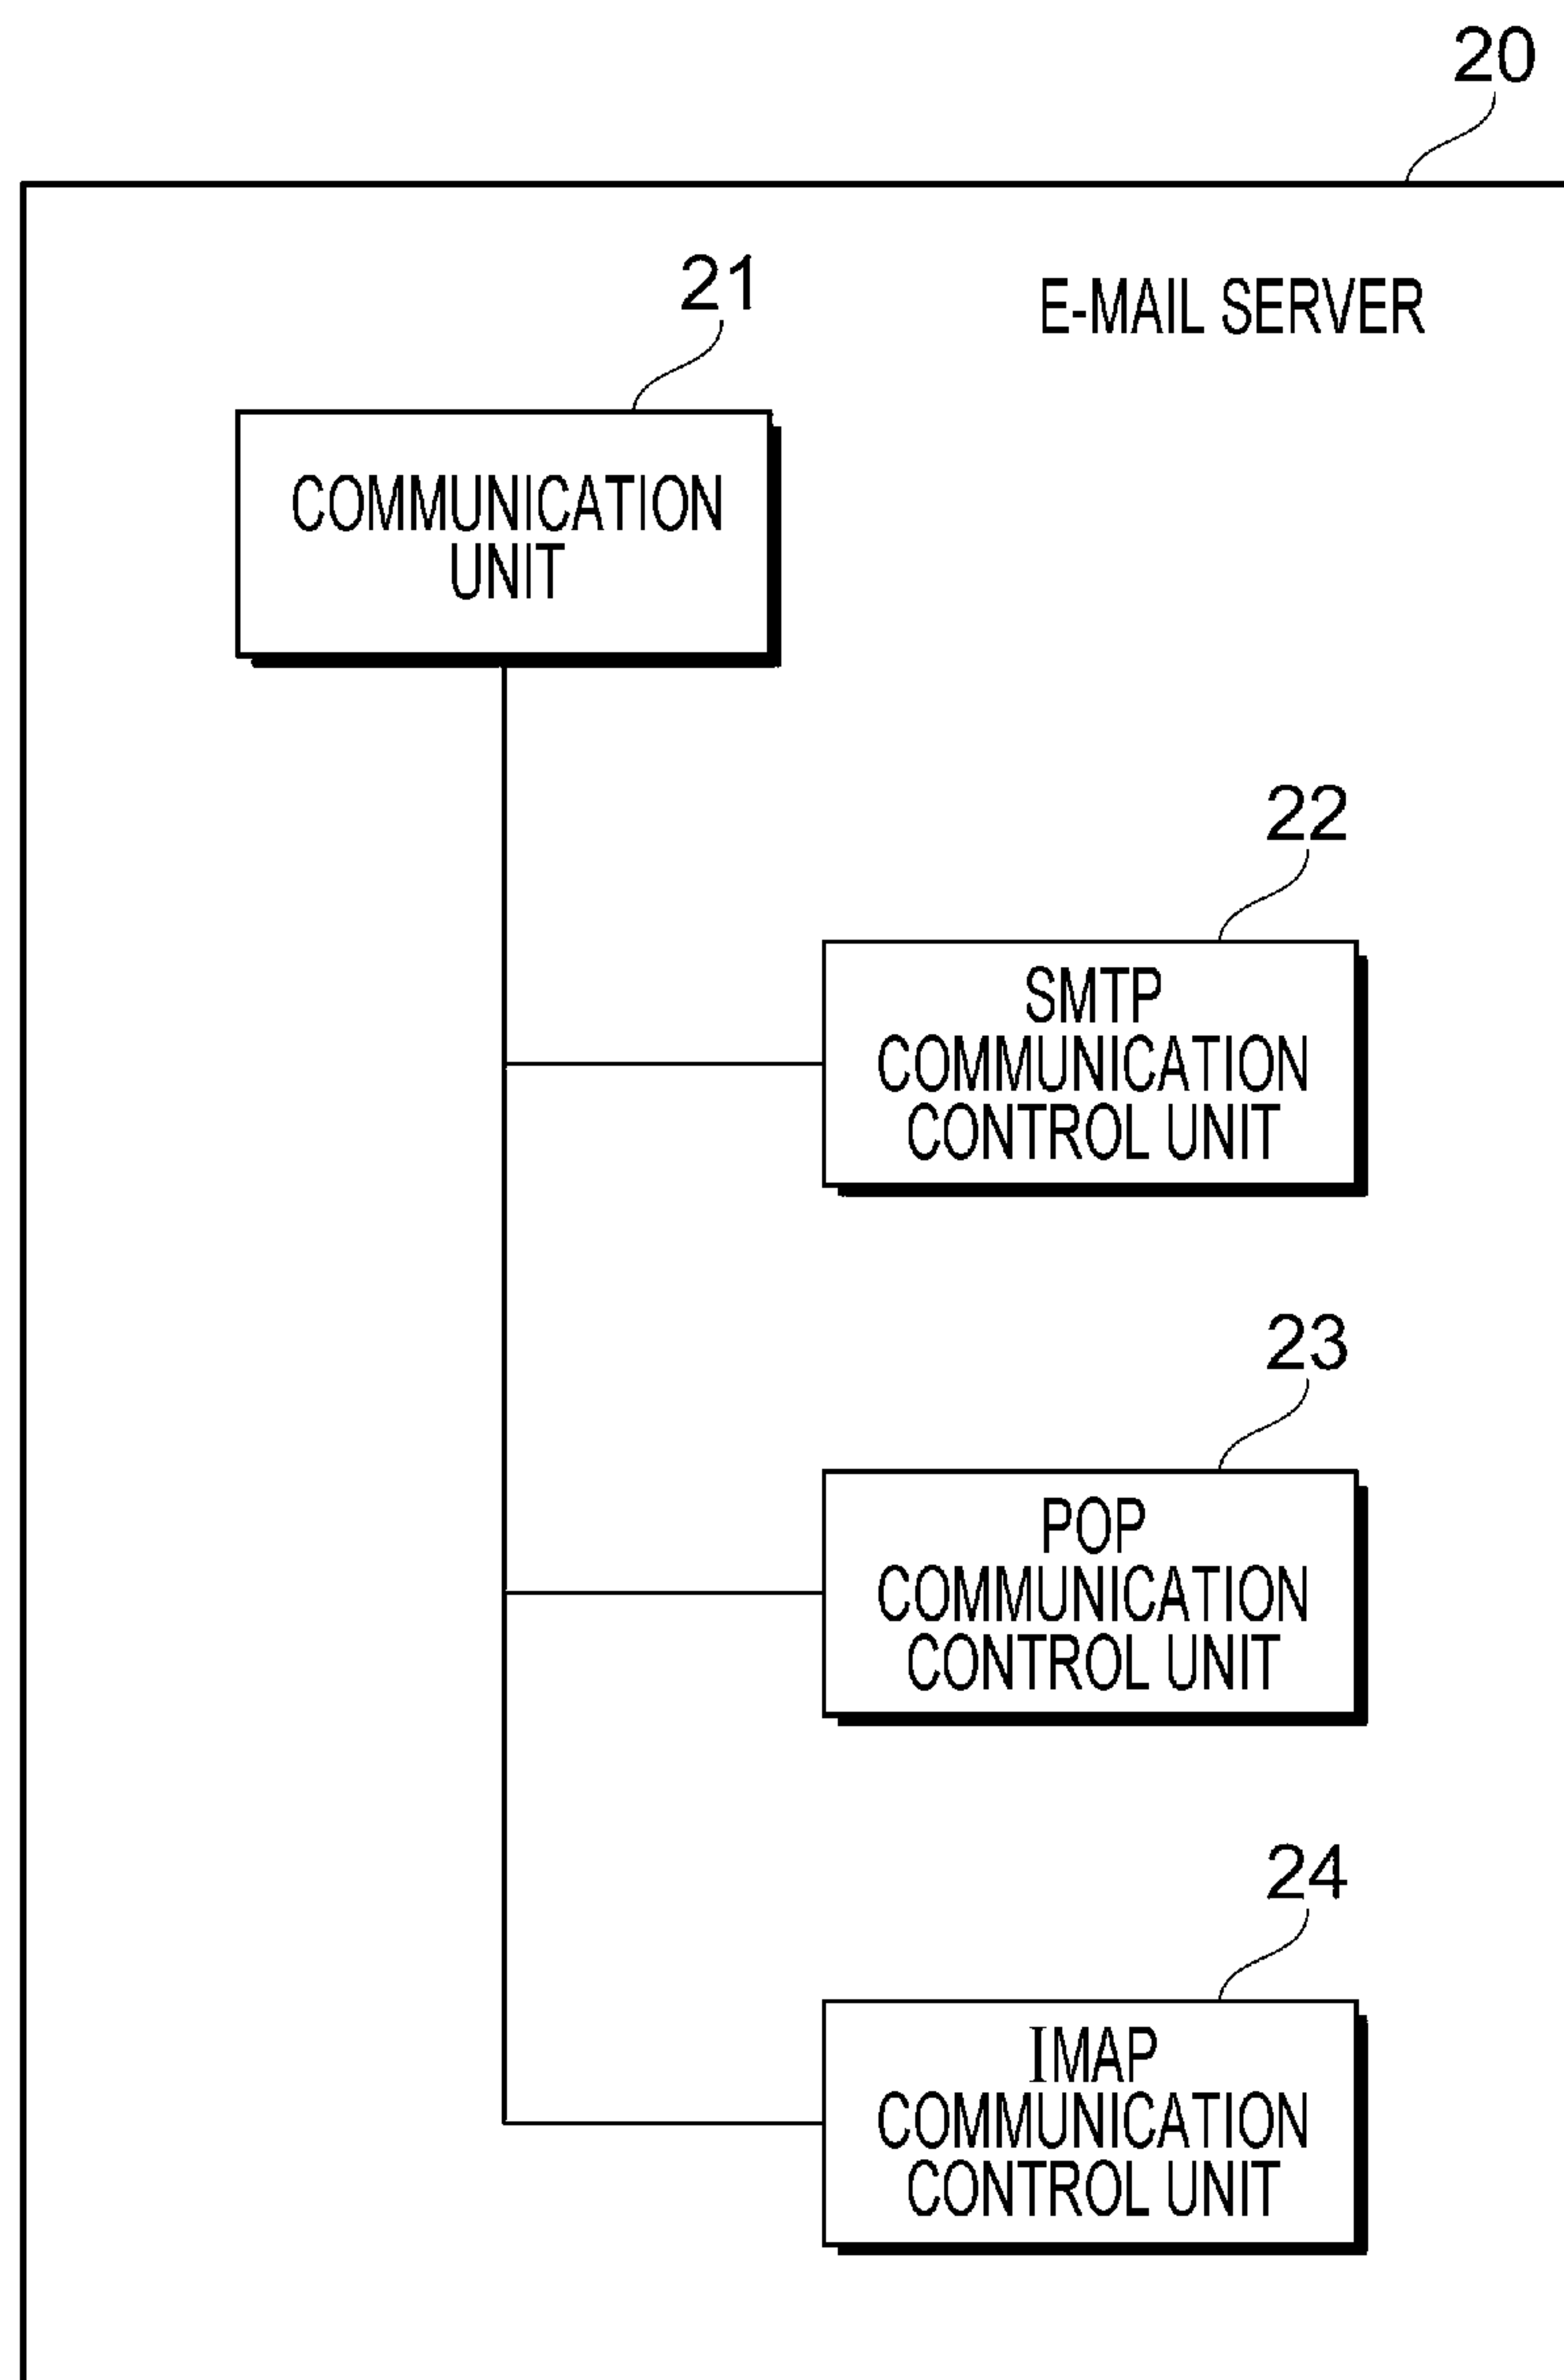 20
E-MAIL SERVER
21
COMMUNICATION
UNIT
22
SMTP
COMMUNICATION
CONTROL UNIT
23
POP
COMMUNICATION
CONTROL UNIT
24
IMAP
COMMUNICATION
CONTROL UNIT